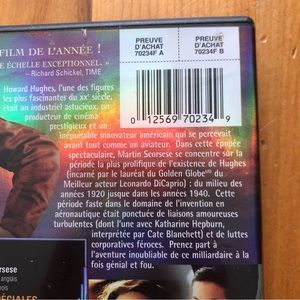 FILM DE L'ANNÉE !
E ÉCHELLE EXCEPTIONNEL »
– Richard Schickel, TIME
PREUVE
D'ACHAT
70234F A
PREUVE
D'ACHAT
70234F B
0 12569 70234 9
Howard Hughes, l'une des figures
les plus fascinantes du XXe siècle,
était un industriel astucieux, un
producteur de cinéma
prestigieux et un
inépuisable innovateur américain qui se percevait
avant tout comme un aviateur. Dans cette épopée
spectaculaire, Martin Scorsese se concentre sur la
période la plus prolifique de l'existence de Hughes
(incarné par le lauréat du Golden Globe® du
Meilleur acteur Leonardo DiCaprio) : du milieu des
années 1920 jusque dans les années 1940. Cette
période faste dans le domaine de l'invention en
aéronautique était ponctuée de liaisons amoureuses
turbulentes (dont l'une avec Katharine Hepburn,
interprétée par Cate Blanchett) et de luttes
corporatives féroces. Prenez part à
l'aventure inoubliable de ce milliardaire à la
fois génial et fou.
rsese
anglais
nois
PÉCIALES